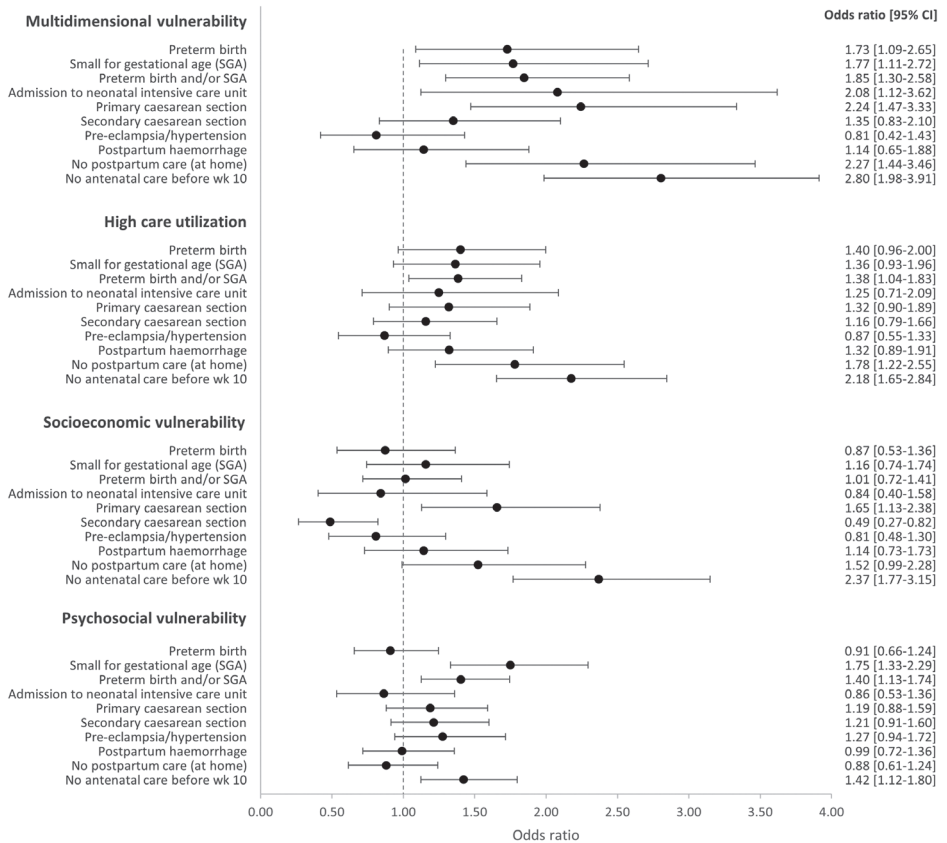 Odds ratio [95% CI]
Multidimensional vulnerability
Preterm birth 1.73 [1.09-2.65]
Small for gestational age (SGA) 1.77 [1.11-2.72]
Preterm birth and/or SGA 1.85 [1.30-2.58]
Admission to neonatal intensive care unit 2.08 [1.12-3.62]
Primary caesarean section 2.24 [1.47-3.33]
Secondary caesarean section 1.35 [0.83-2.10]
Pre-eclampsia/hypertension 0.81 [0.42-1.43]
Postpartum haemorrhage 1.14 [0.65-1.88]
No postpartum care (at home) 2.27 [1.44-3.46]
No antenatal care before wk 10 2.80 [1.98-3.91]
High care utilization
Preterm birth 1.40 [0.96-2.00]
Small for gestational age (SGA) 1.36 [0.93-1.96]
Preterm birth and/or SGA 1.38 [1.04-1.83]
Admission to neonatal intensive care unit 1.25 [0.71-2.09]
Primary caesarean section 1.32 [0.90-1.89]
Secondary caesarean section 1.16 [0.79-1.66]
Pre-eclampsia/hypertension 0.87 [0.55-1.33]
Postpartum haemorrhage 1.32 [0.89-1.91]
No postpartum care (at home) 1.78 [1.22-2.55]
No antenatal care before wk 10 2.18 [1.65-2.84]
Socioeconomic vulnerability
Preterm birth 0.87 [0.53-1.36]
Small for gestational age (SGA) 1.16 [0.74-1.74]
Preterm birth and/or SGA 1.01 [0.72-1.41]
Admission to neonatal intensive care unit 0.84 [0.40-1.58]
Primary caesarean section 1.65 [1.13-2.38]
Secondary caesarean section 0.49 [0.27-0.82]
Pre-eclampsia/hypertension 0.81 [0.48-1.30]
Postpartum haemorrhage 1.14 [0.73-1.73]
No postpartum care (at home) 1.52 [0.99-2.28]
No antenatal care before wk 10 2.37 [1.77-3.15]
Psychosocial vulnerability
Preterm birth 0.91 [0.66-1.24]
Small for gestational age (SGA) 1.75 [1.33-2.29]
Preterm birth and/or SGA 1.40 [1.13-1.74]
Admission to neonatal intensive care unit 0.86 [0.53-1.36]
Primary caesarean section 1.19 [0.88-1.59]
Secondary caesarean section 1.21 [0.91-1.60]
Pre-eclampsia/hypertension 1.27 [0.94-1.72]
Postpartum haemorrhage 0.99 [0.72-1.36]
No postpartum care (at home) 0.88 [0.61-1.24]
No antenatal care before wk 10 1.42 [1.12-1.80]
0.00 0.50 1.00 1.50 2.00 2.50 3.00 3.50 4.00
Odds ratio